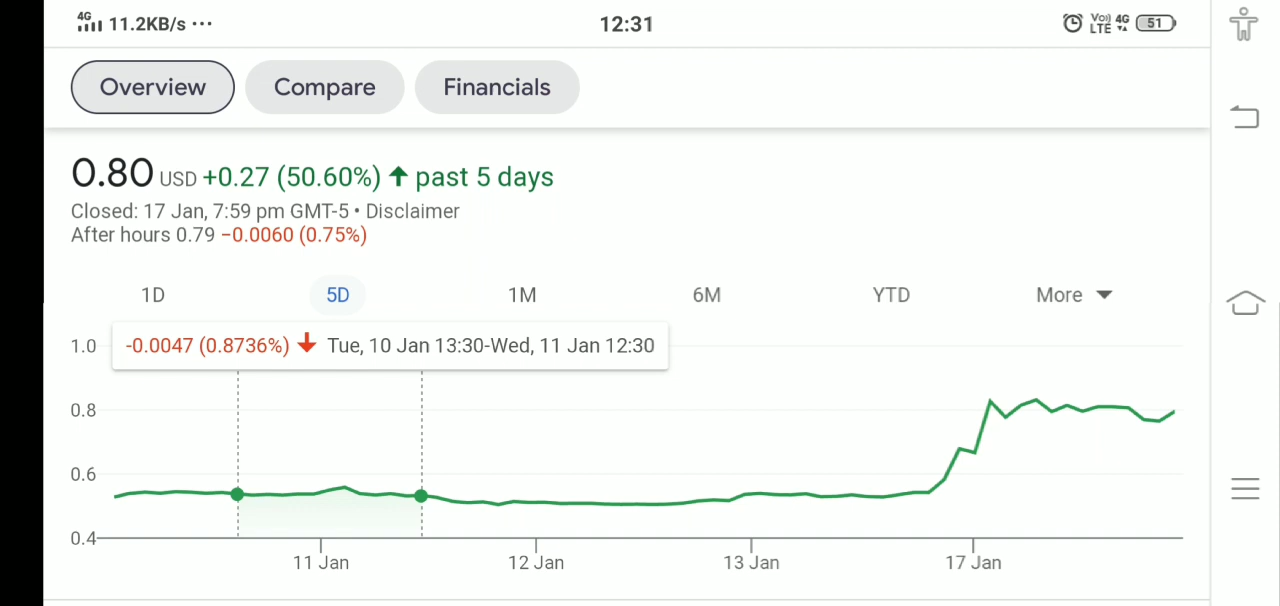 4G 11.2KB/s ··· 12:31 Vo)) LTE 4G 51
Overview Compare Financials
0.80 USD +0.27 (50.60%) ↑ past 5 days
Closed: 17 Jan, 7:59 pm GMT-5 • Disclaimer
After hours 0.79 −0.0060 (0.75%)
1D 5D 1M 6M YTD More
-0.0047 (0.8736%) ↓ Tue, 10 Jan 13:30-Wed, 11 Jan 12:30
1.0
0.8
0.6
0.4
11 Jan 12 Jan 13 Jan 17 Jan